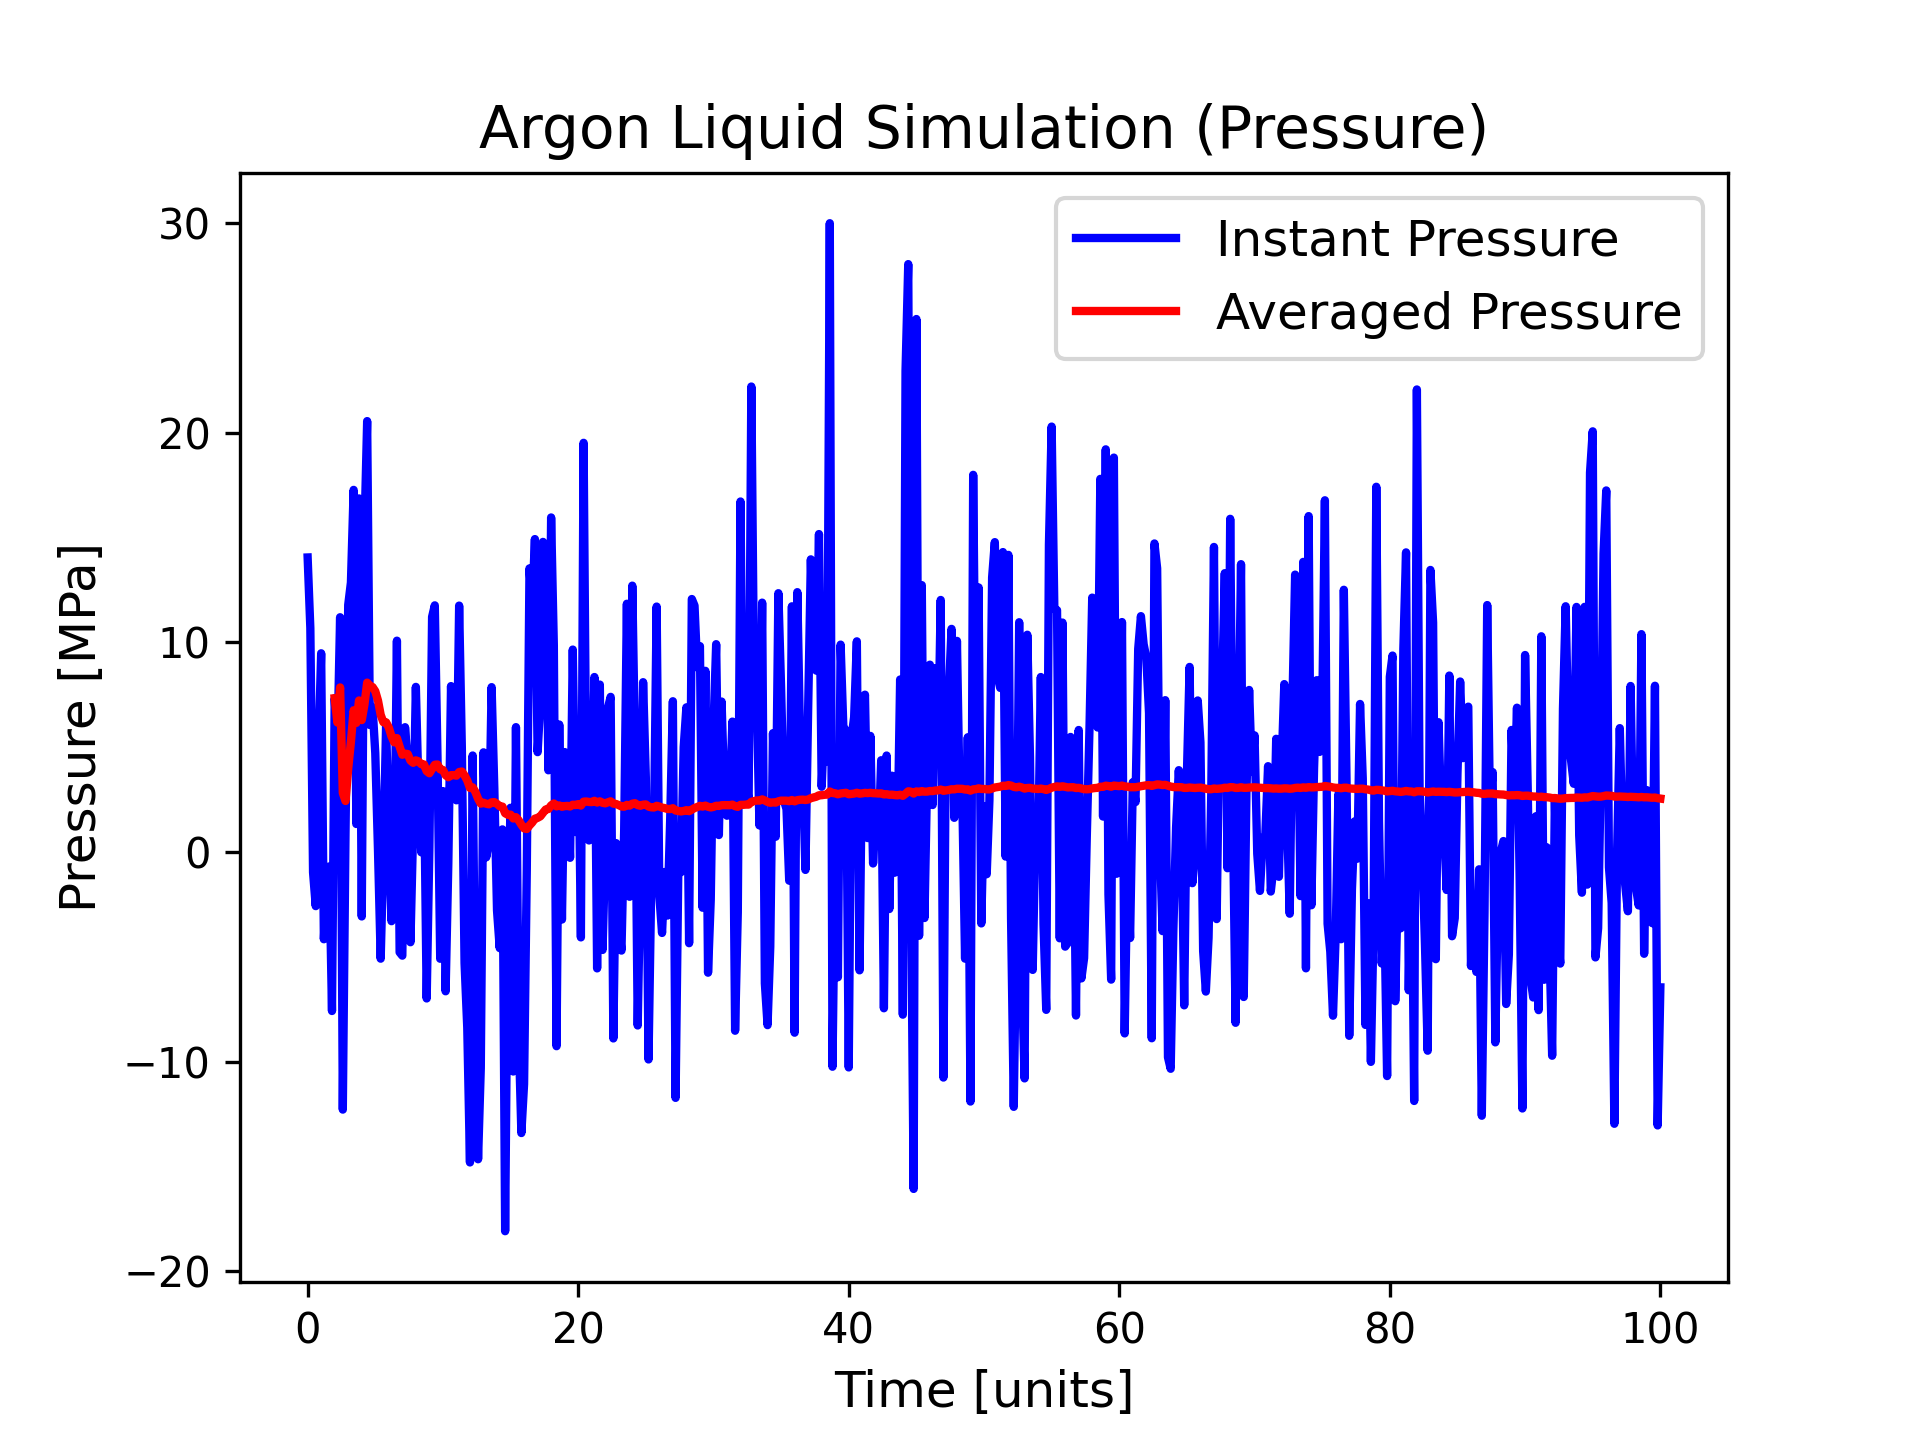 Argon Liquid Simulation (Pressure)
Instant Pressure
Averaged Pressure
Pressure [MPa]
30
20
10
0
−10
−20
0 20 40 60 80 100
Time [units]